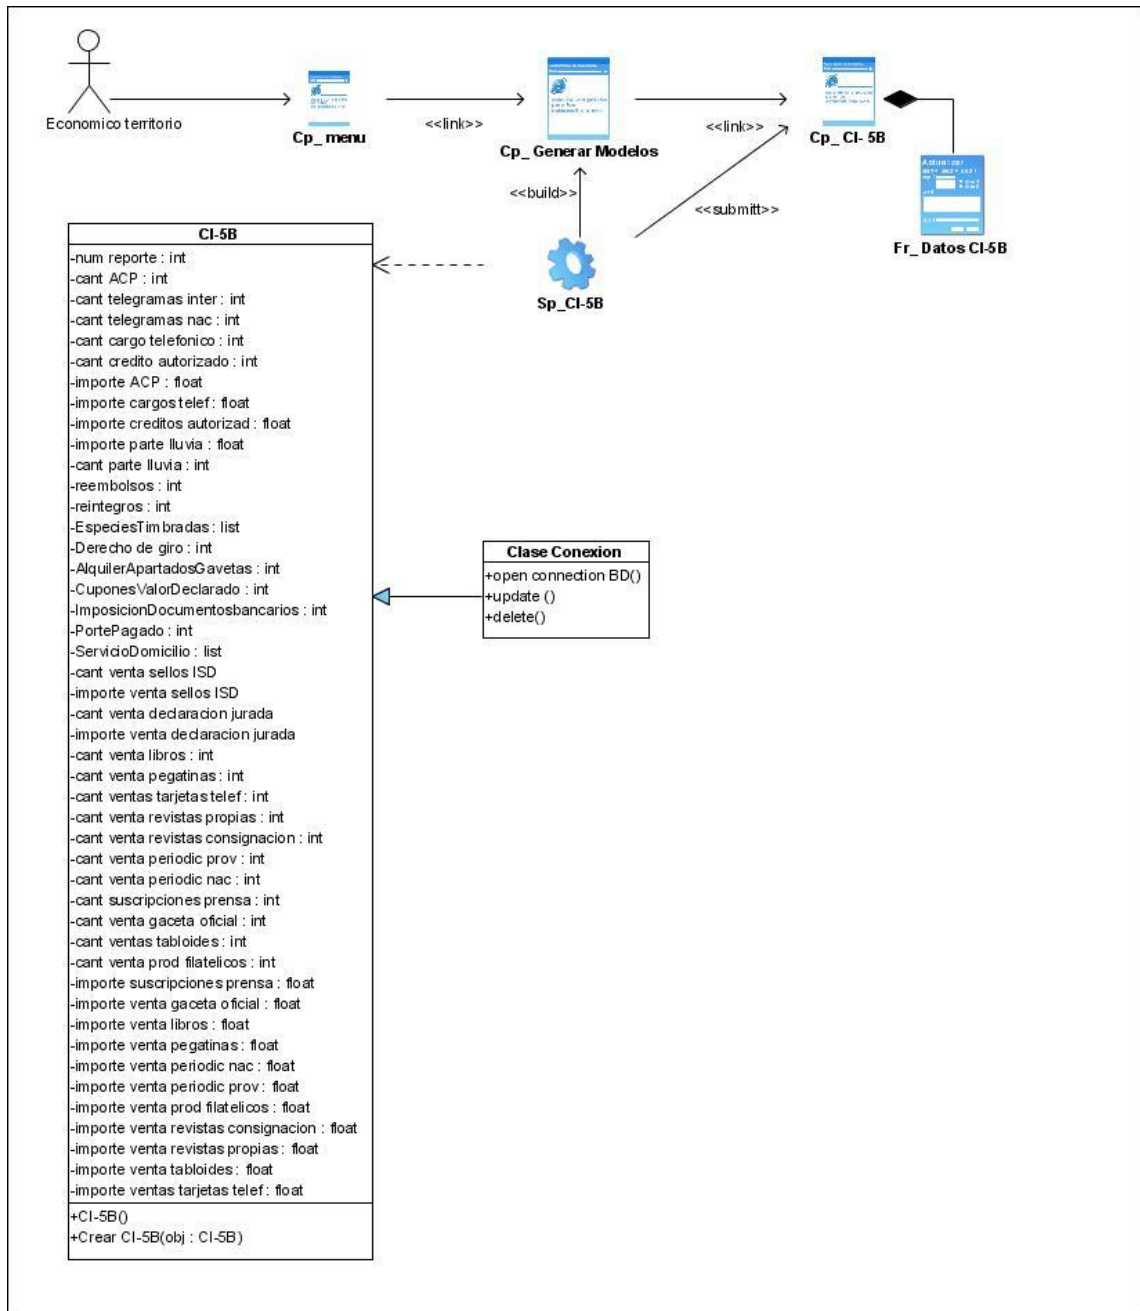 Economico territorio
Cp_ menu
<<link>>
Cp_ Generar Modelos
<<link>>
Cp_ CI- 5B
<<build>>
<<submitt>>
Actualizar
Fr_ Datos CI-5B
Sp_CI-5B
CI-5B
-num reporte : int
-cant ACP : int
-cant telegramas inter : int
-cant telegramas nac : int
-cant cargo telefonico : int
-cant credito autorizado : int
-importe ACP : float
-importe cargos telef : float
-importe creditos autorizad : float
-importe parte lluvia : float
-cant parte lluvia : int
-reembolsos : int
-reintegros : int
-EspeciesTimbradas : list
-Derecho de giro : int
-AlquilerApartadosGavetas : int
-CuponesValorDeclarado : int
-ImposicionDocumentosbancarios : int
-PortePagado : int
-ServicioDomicilio : list
-cant venta sellos ISD
-importe venta sellos ISD
-cant venta declaracion jurada
-importe venta declaracion jurada
-cant venta libros : int
-cant venta pegatinas : int
-cant ventas tarjetas telef : int
-cant venta revistas propias : int
-cant venta revistas consignacion : int
-cant venta periodic prov : int
-cant venta periodic nac : int
-cant suscripciones prensa : int
-cant venta gaceta oficial : int
-cant ventas tabloides : int
-cant venta prod filatelicos : int
-importe suscripciones prensa : float
-importe venta gaceta oficial : float
-importe venta libros : float
-importe venta pegatinas : float
-importe venta periodic nac : float
-importe venta periodic prov : float
-importe venta prod filatelicos : float
-importe venta revistas consignacion : float
-importe venta revistas propias : float
-importe venta tabloides : float
-importe ventas tarjetas telef : float
+CI-5B()
+Crear CI-5B(obj : CI-5B)
Clase Conexion
+open connection BD()
+update ()
+delete()